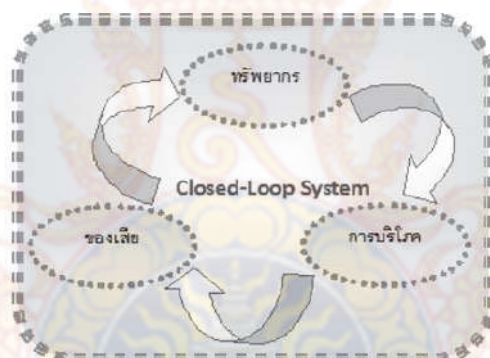 ทรัพยากร
Closed-Loop System
ของเสีย
การบริโภค